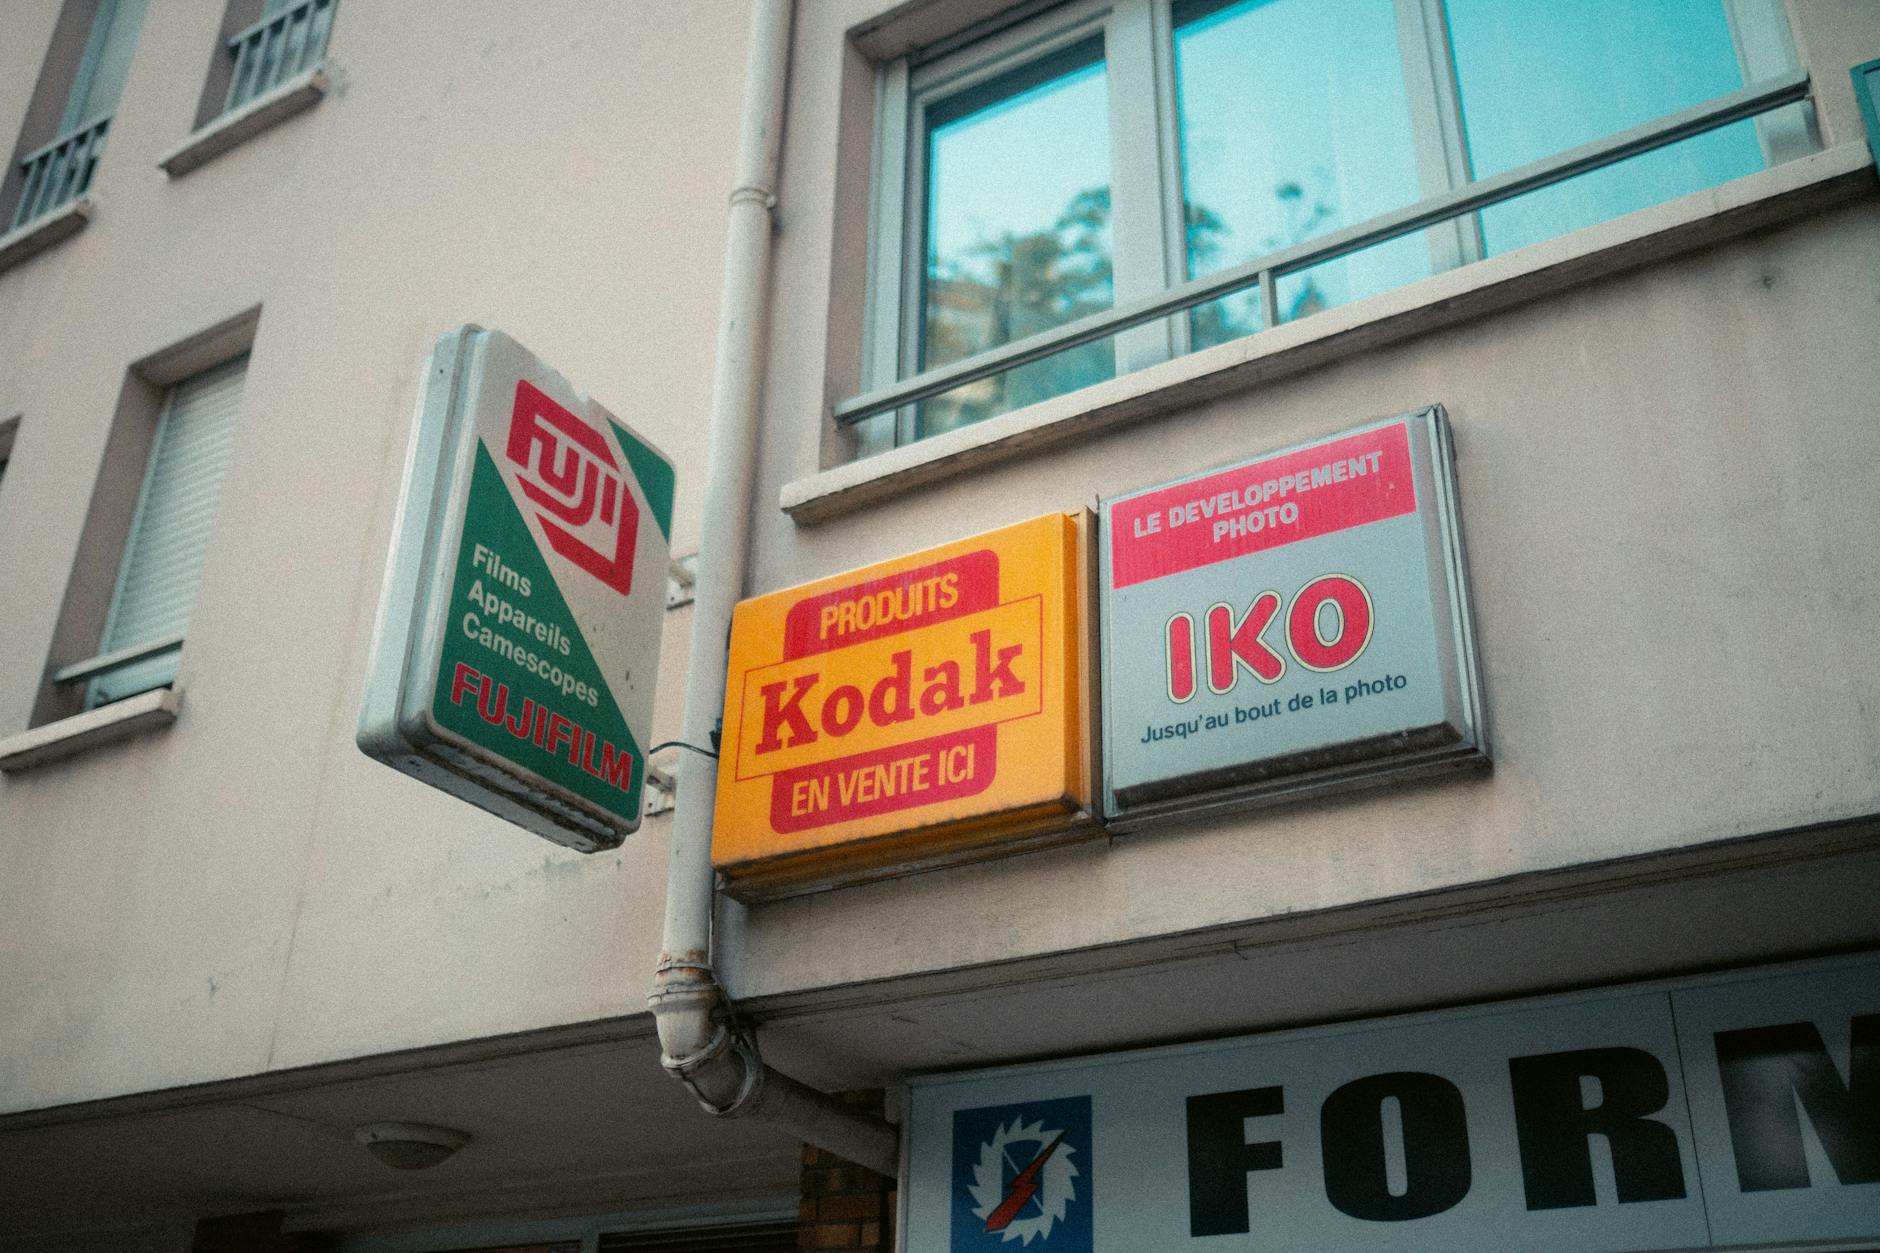 FUJI
Films
Appareils
Camescopes
FUJIFILM
PRODUITS
Kodak
EN VENTE ICI
LE DEVELOPPEMENT
PHOTO
IKO
Jusqu'au bout de la photo
FORM